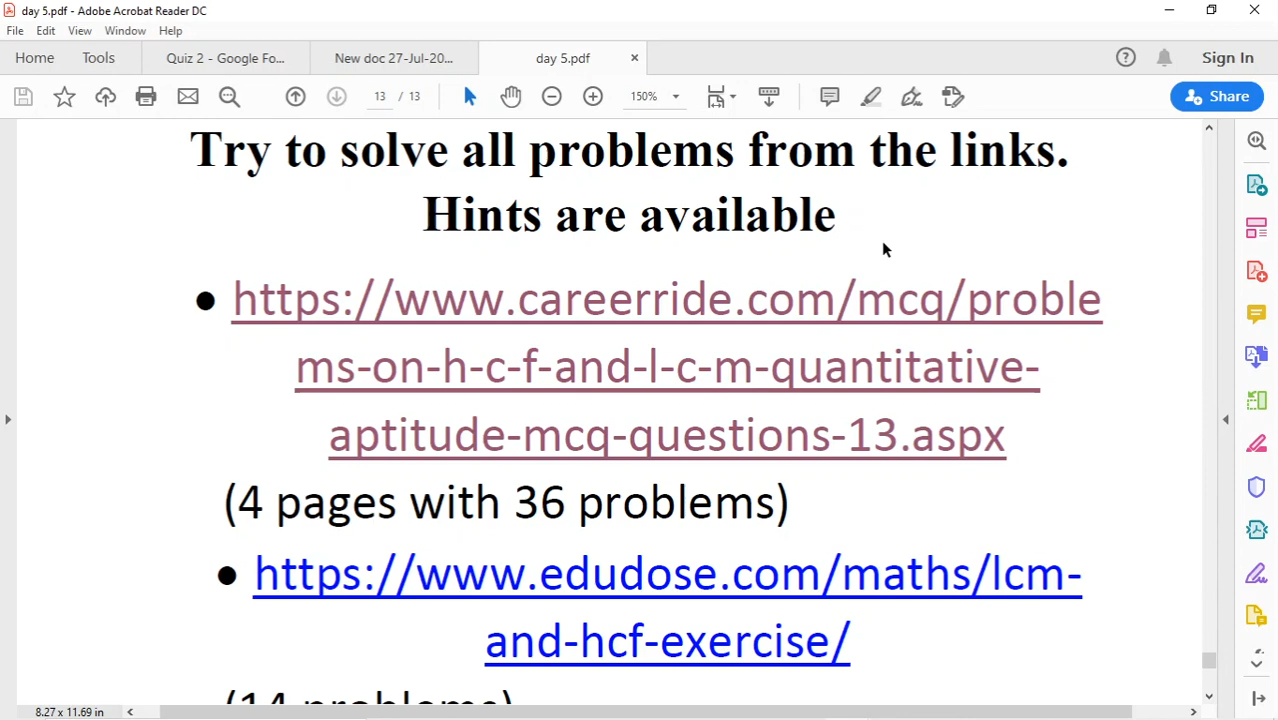 day 5.pdf - Adobe Acrobat Reader DC
File Edit View Window Help
Home Tools Quiz 2 - Google Fo... New doc 27-Jul-20... day 5.pdf × Sign In
13 / 13 150% Share
Try to solve all problems from the links.
Hints are available
● https://www.careerride.com/mcq/proble
ms-on-h-c-f-and-l-c-m-quantitative-
aptitude-mcq-questions-13.aspx
(4 pages with 36 problems)
● https://www.edudose.com/maths/lcm-
and-hcf-exercise/
(14 problems)
8.27 x 11.69 in